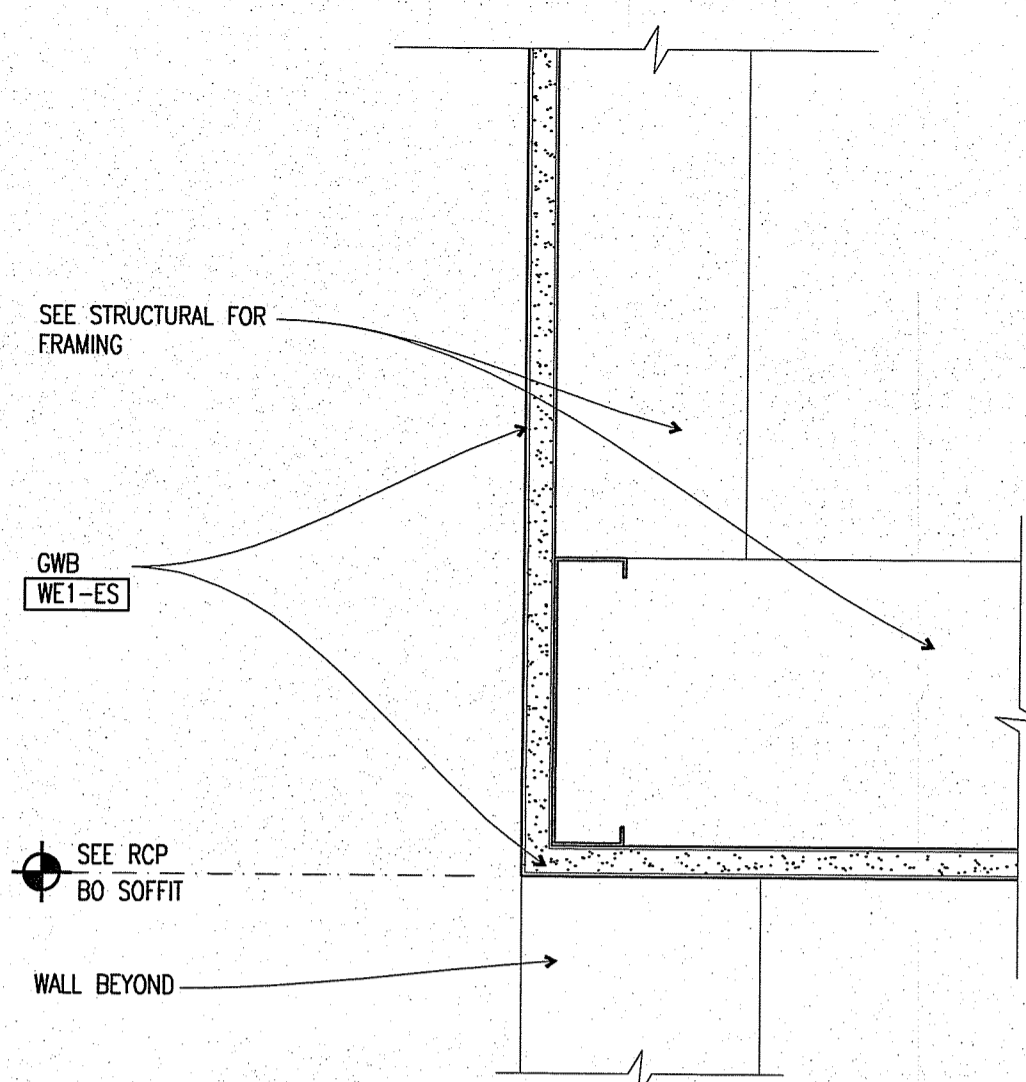 SEE STRUCTURAL FOR
FRAMING
GWB
WE1-ES
SEE RCP
BO SOFFIT
WALL BEYOND